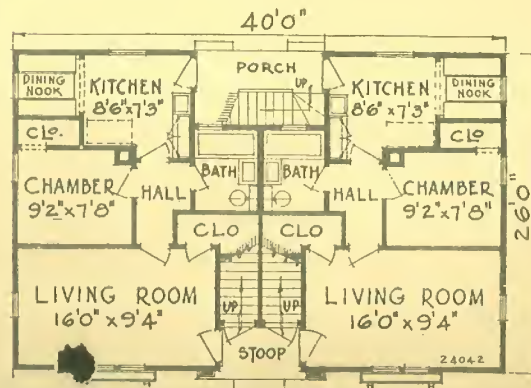 40'0"
DINING NOOK
KITCHEN
8'6"x7'3"
PORCH
UP
KITCHEN
8'6"x7'3"
DINING NOOK
CLO.
CLO
CHAMBER
9'2"x7'8"
HALL
BATH
BATH
HALL
CHAMBER
9'2"x7'8"
26'0"
CLO
CLO
LIVING ROOM
16'0"x9'4"
UP
UP
LIVING ROOM
16'0"x9'4"
STOOP
24042